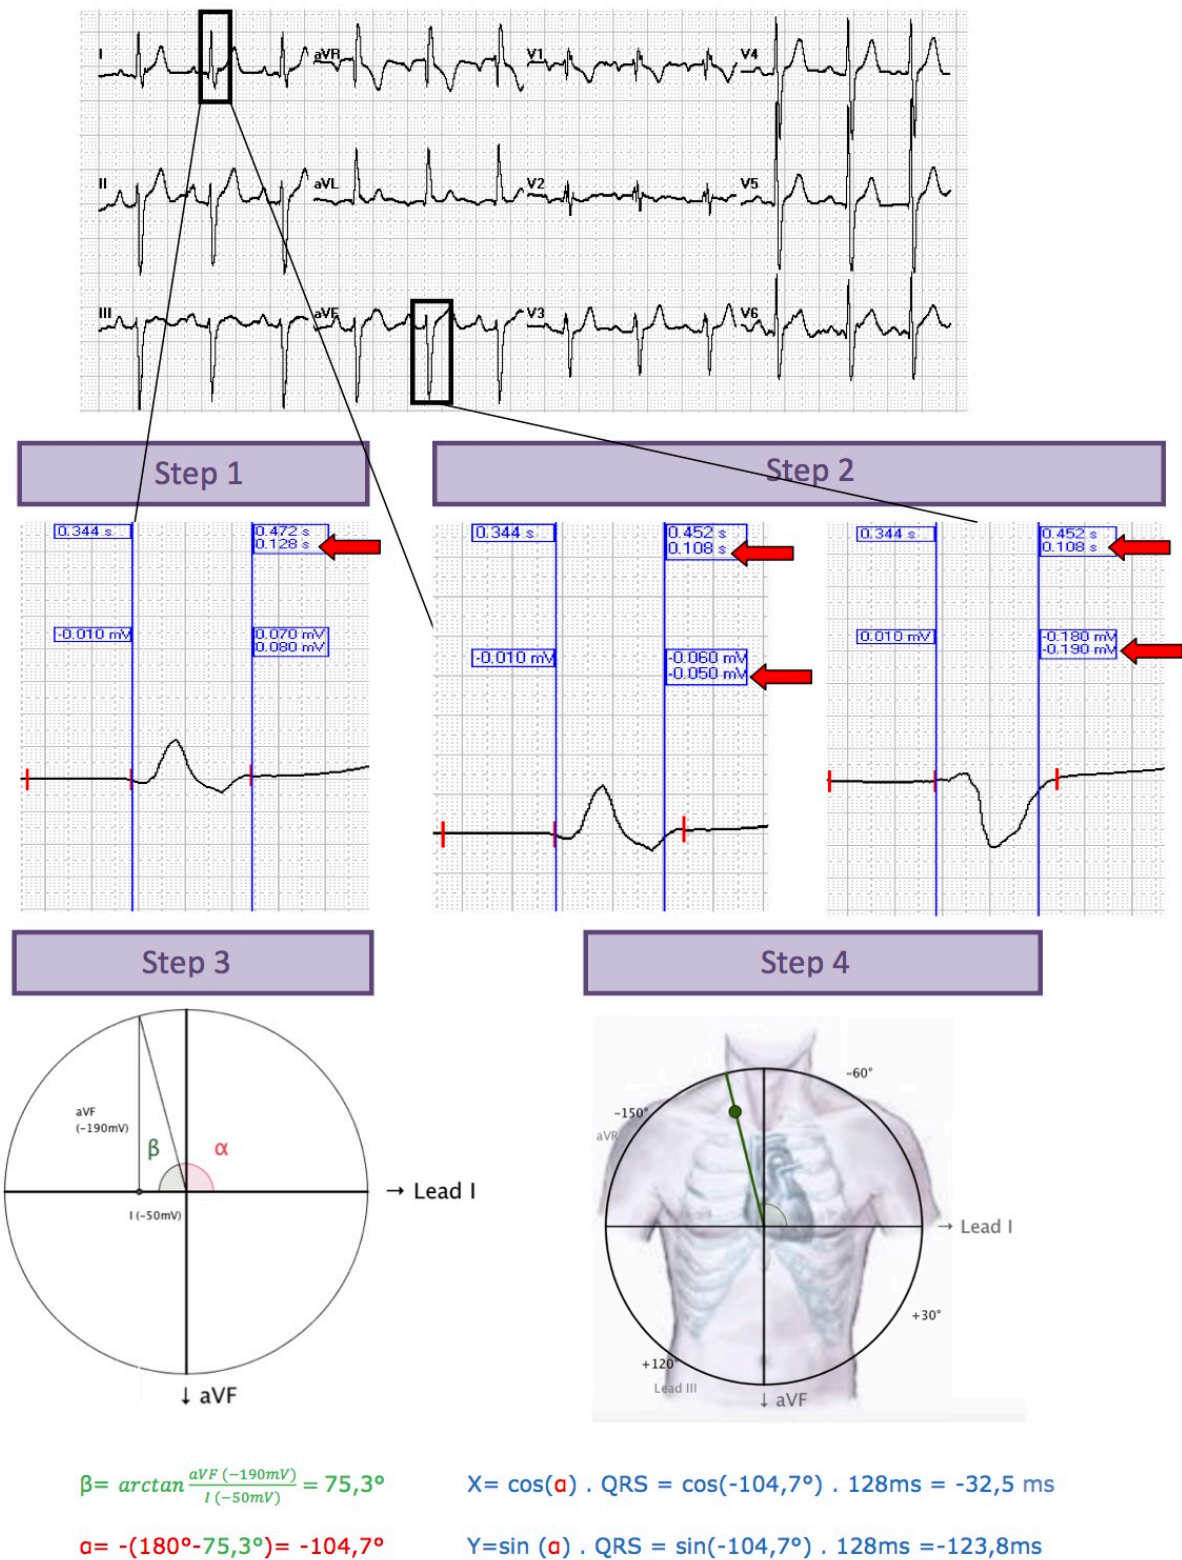 I aVR V1 V4
II aVL V2 V5
III aVF V3 V6
Step 1
Step 2
0.344 s
0.472 s
0.128 s
-0.010 mV
0.070 mV
0.080 mV
0.344 s
0.452 s
0.108 s
-0.010 mV
-0.060 mV
-0.050 mV
0.344 s
0.452 s
0.108 s
0.010 mV
-0.180 mV
-0.190 mV
Step 3
Step 4
aVF
(-190mV)
β α
→ Lead I
I (-50mV)
↓ aVF
-60°
-150°
aVR
→ Lead I
+30°
+120°
Lead III
↓ aVF
β= arctan aVF (-190mV) / I (-50mV) = 75,3°
α= -(180°-75,3°)= -104,7°
X= cos(α) . QRS = cos(-104,7°) . 128ms = -32,5 ms
Y=sin (α) . QRS = sin(-104,7°) . 128ms =-123,8ms